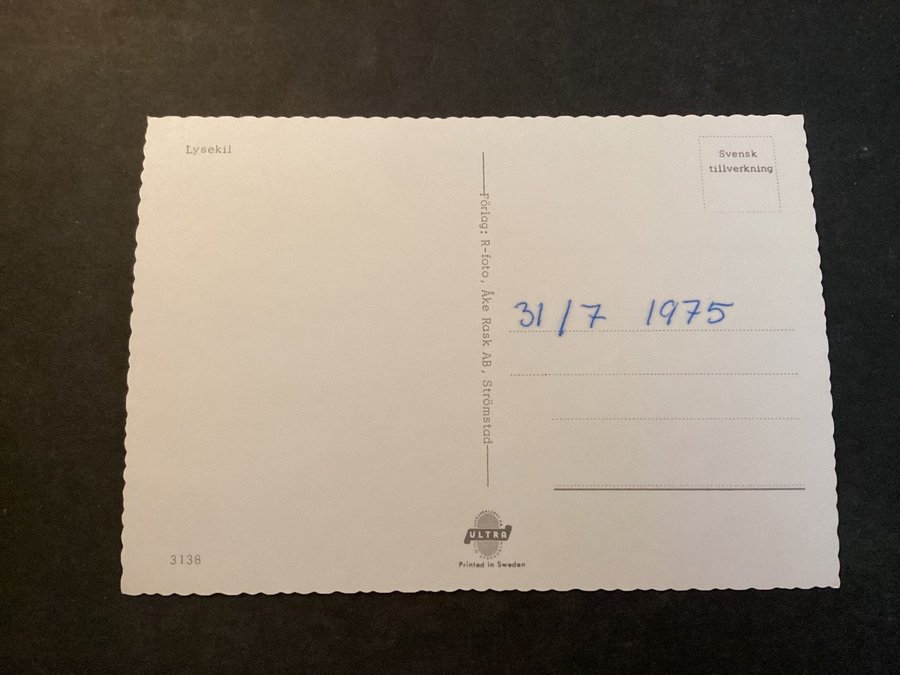 Lysekil
Svensk
tillverkning
Förlag: R-foto, Åke Rask AB, Strömstad
31/7 1975
ULTRA
Printed in Sweden
3138